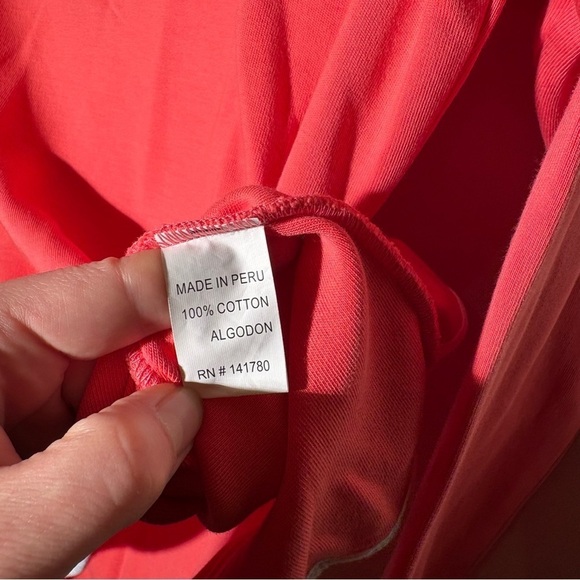 MADE IN PERU
100% COTTON
ALGODON
RN # 141780